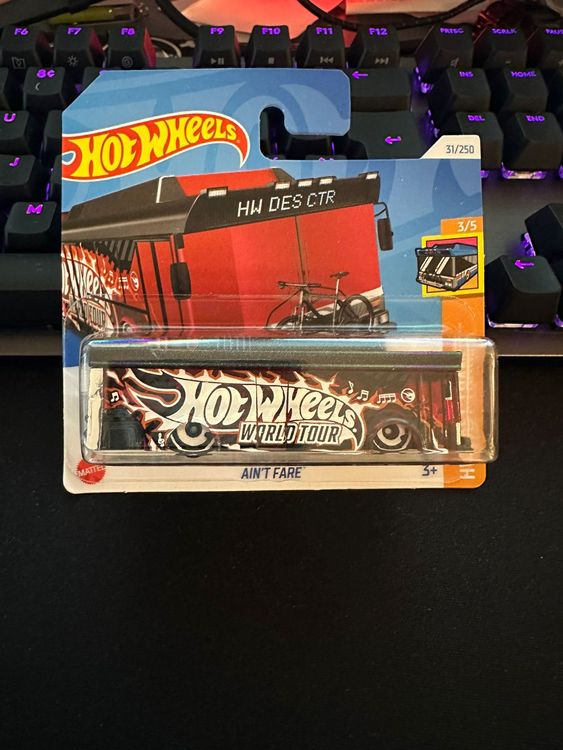 F6
F7
F8
F9
F10
F11
F12
PRTSC
SCRLK
8
INS
HOME
U
DEL
END
J
M
HOT WHEELS
31/250
HW DES CTR
3/5
HOT WHEELS
WORLD TOUR
MATTEL
AIN'T FARE
3+
H